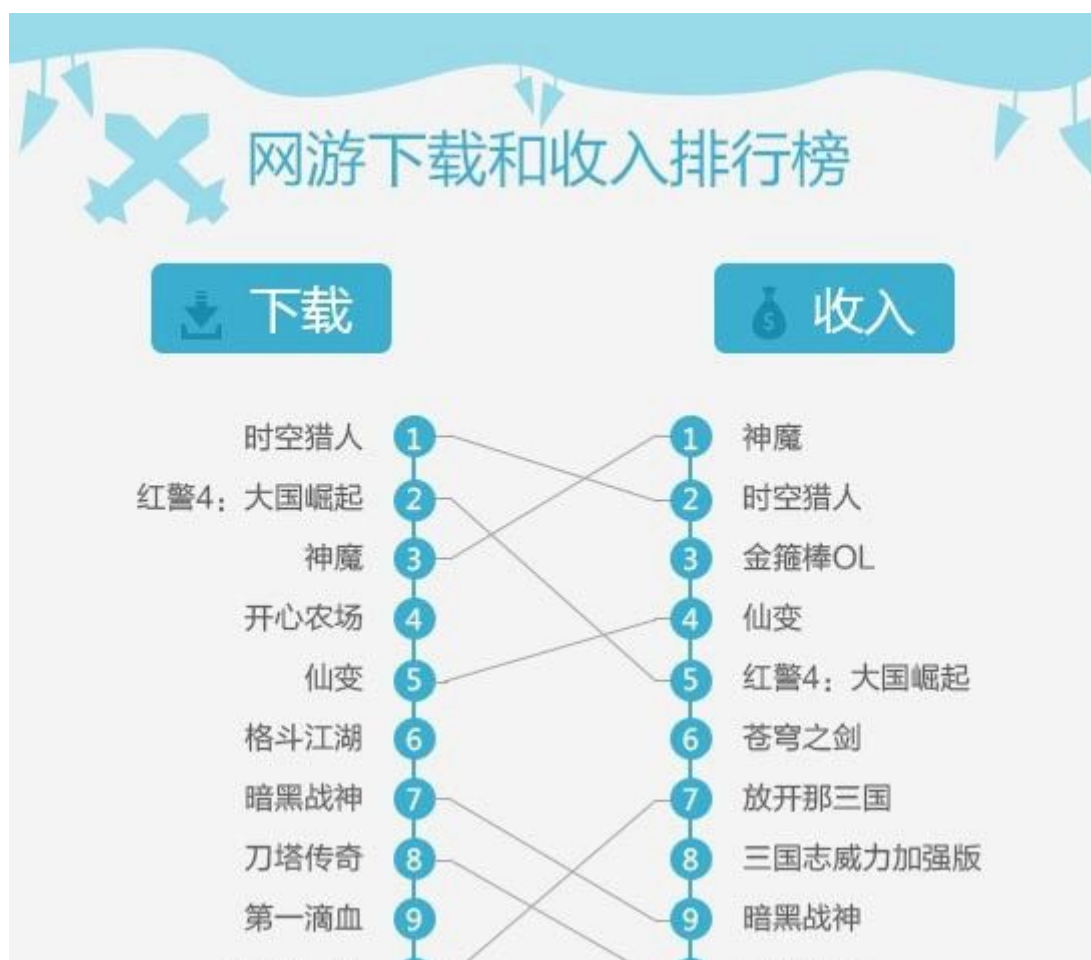 网游下载和收入排行榜
下载 收入
时空猎人 1 1 神魔
红警4：大国崛起 2 2 时空猎人
神魔 3 3 金箍棒OL
开心农场 4 4 仙变
仙变 5 5 红警4：大国崛起
格斗江湖 6 6 苍穹之剑
暗黑战神 7 7 放开那三国
刀塔传奇 8 8 三国志威力加强版
第一滴血 9 9 暗黑战神